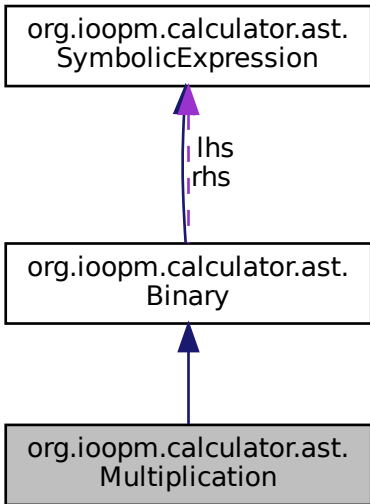 org.ioopm.calculator.ast.
SymbolicExpression
lhs
rhs
org.ioopm.calculator.ast.
Binary
org.ioopm.calculator.ast.
Multiplication